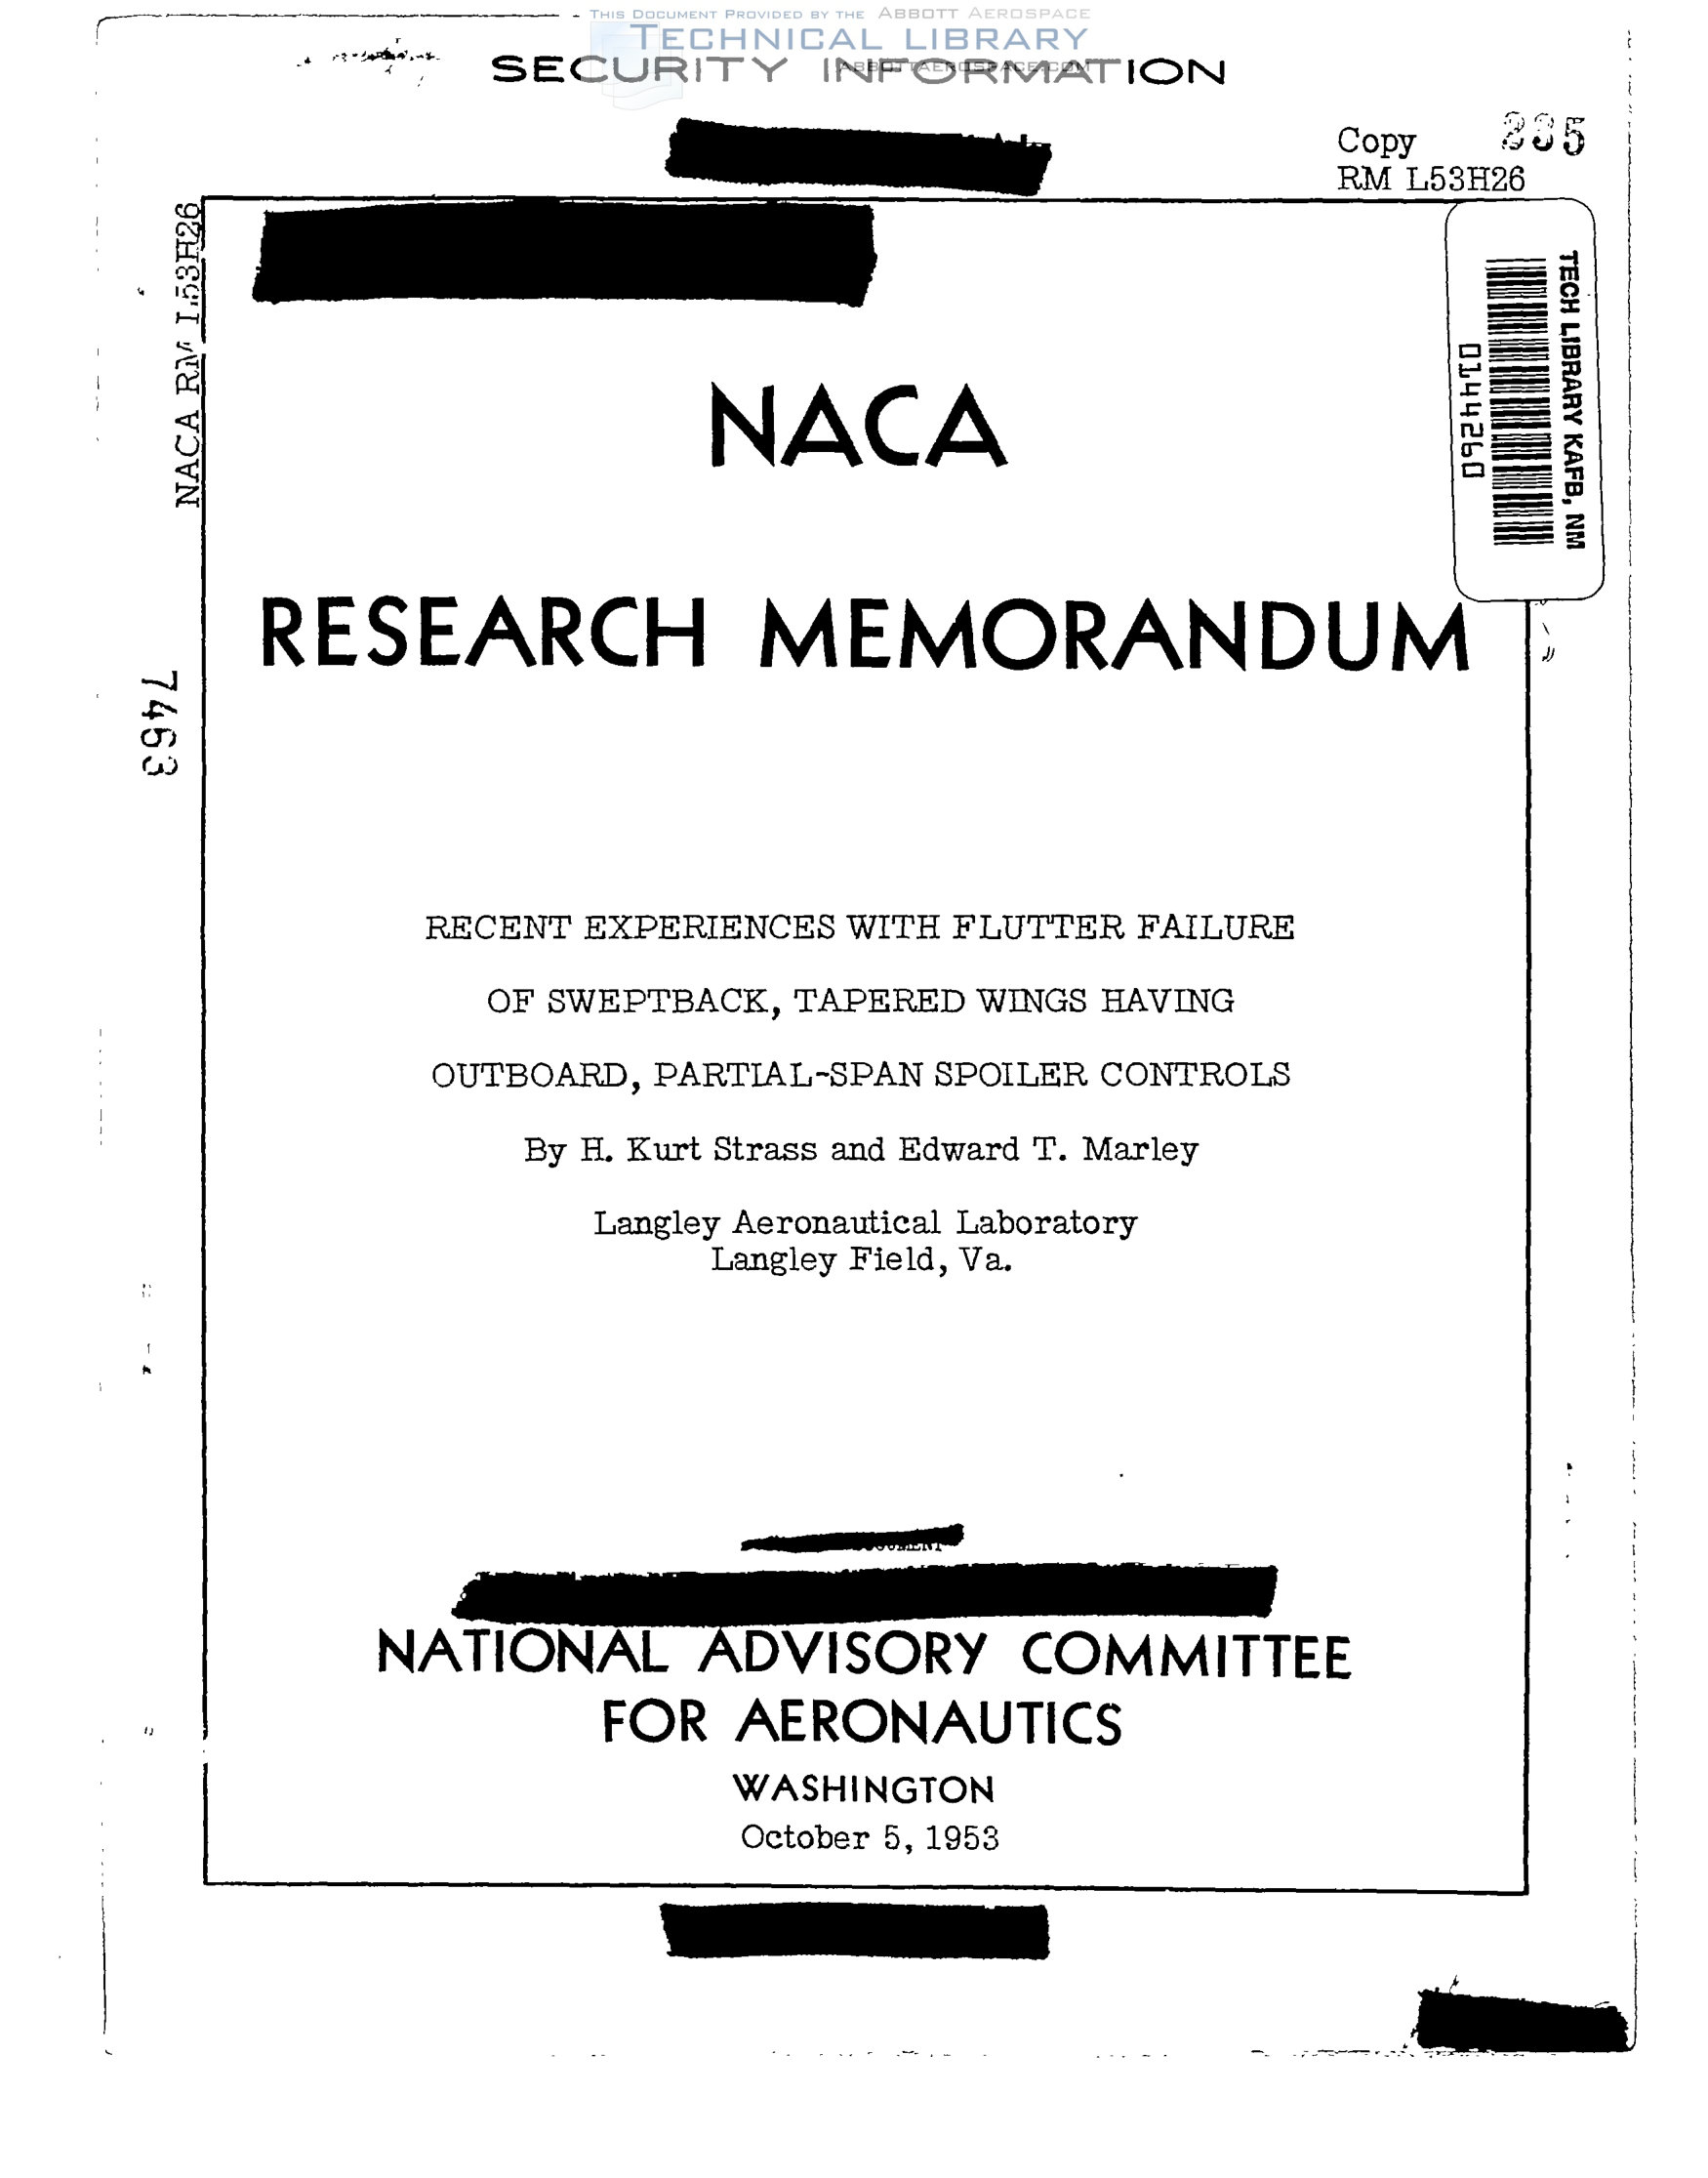 THIS DOCUMENT PROVIDED BY THE ABBOTT AEROSPACE
TECHNICAL LIBRARY
ABBOTTAEROSPACE.COM
SECURITY INFORMATION
Copy 235
RM L53H26
NACA RM L53H26
TECH LIBRARY KAFB, NM
0144260
NACA
RESEARCH MEMORANDUM
7463
RECENT EXPERIENCES WITH FLUTTER FAILURE
OF SWEPTBACK, TAPERED WINGS HAVING
OUTBOARD, PARTIAL-SPAN SPOILER CONTROLS
By H. Kurt Strass and Edward T. Marley
Langley Aeronautical Laboratory
Langley Field, Va.
NATIONAL ADVISORY COMMITTEE
FOR AERONAUTICS
WASHINGTON
October 5, 1953